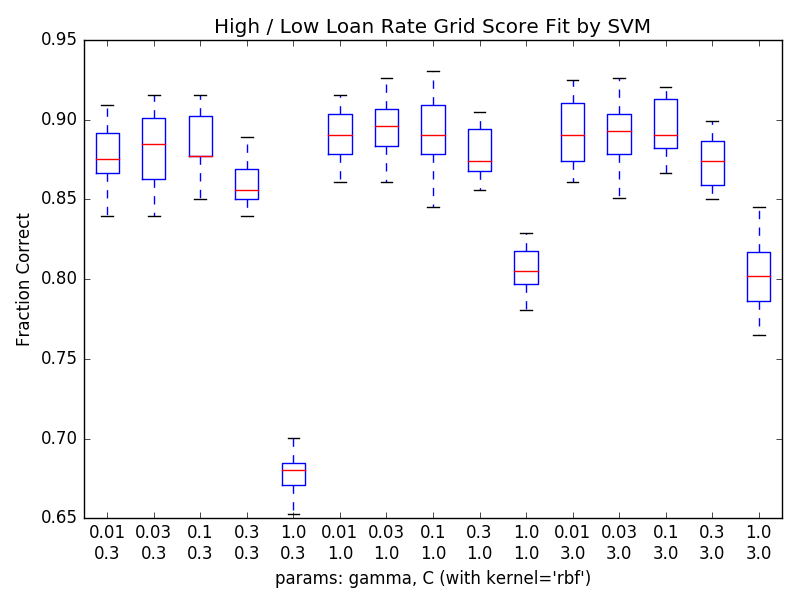 High / Low Loan Rate Grid Score Fit by SVM
Fraction Correct
0.95
0.90
0.85
0.80
0.75
0.70
0.65
0.01 0.03 0.1 0.3 1.0 0.01 0.03 0.1 0.3 1.0 0.01 0.03 0.1 0.3 1.0
0.3 0.3 0.3 0.3 0.3 1.0 1.0 1.0 1.0 1.0 3.0 3.0 3.0 3.0 3.0
params: gamma, C (with kernel='rbf')